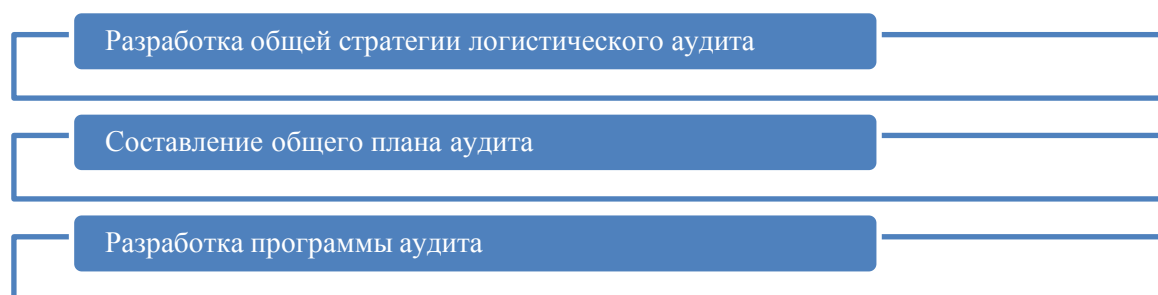 Разработка общей стратегии логистического аудита
Составление общего плана аудита
Разработка программы аудита